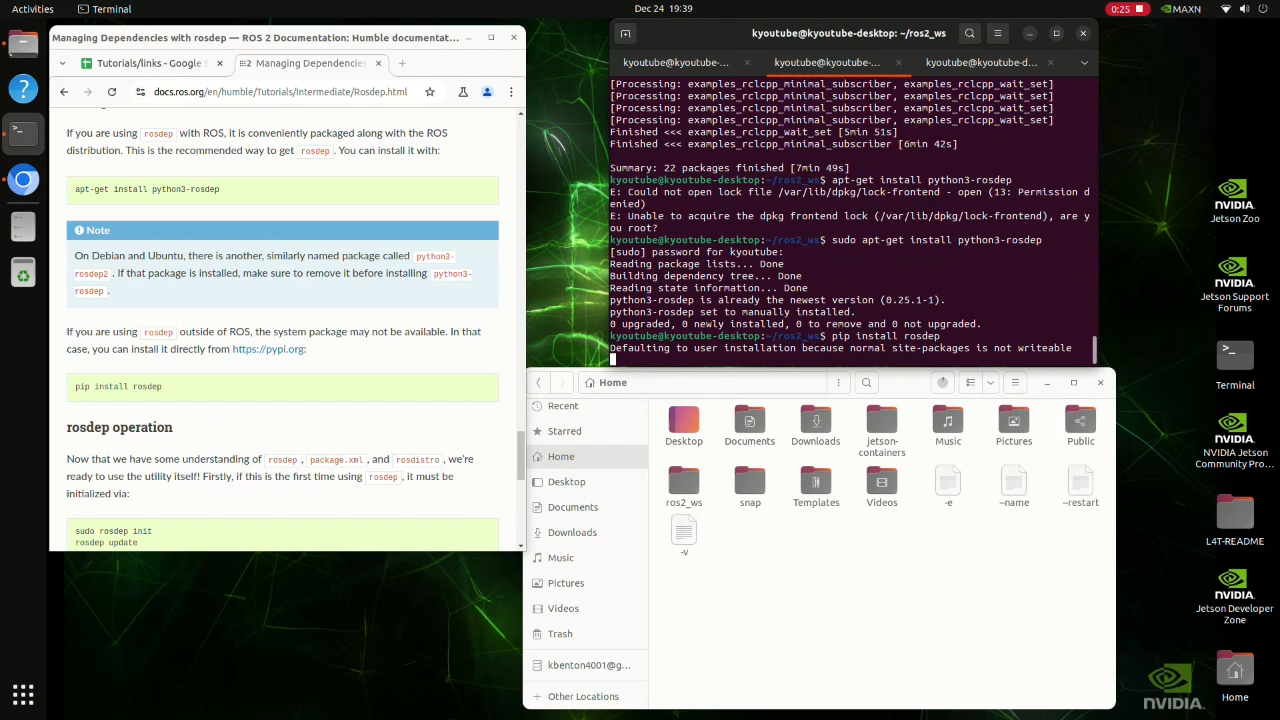 Activities
Terminal
Dec 24 19:39
0:25
MAXN
Managing Dependencies with rosdep — ROS 2 Documentation: Humble documentat…
Tutorials/links - Google S
Managing Dependencies
docs.ros.org/en/humble/Tutorials/Intermediate/Rosdep.html
If you are using rosdep with ROS, it is conveniently packaged along with the ROS
distribution. This is the recommended way to get rosdep . You can install it with:
apt-get install python3-rosdep
Note
On Debian and Ubuntu, there is another, similarly named package called python3-
rosdep2 . If that package is installed, make sure to remove it before installing python3-
rosdep .
If you are using rosdep outside of ROS, the system package may not be available. In that
case, you can install it directly from https://pypi.org:
pip install rosdep
rosdep operation
Now that we have some understanding of rosdep , package.xml , and rosdistro , we're
ready to use the utility itself! Firstly, if this is the first time using rosdep , it must be
initialized via:
sudo rosdep init
rosdep update
kyoutube@kyoutube-desktop: ~/ros2_ws
kyoutube@kyoutube-…
kyoutube@kyoutube-…
kyoutube@kyoutube-d…
[Processing: examples_rclcpp_minimal_subscriber, examples_rclcpp_wait_set]
[Processing: examples_rclcpp_minimal_subscriber, examples_rclcpp_wait_set]
[Processing: examples_rclcpp_minimal_subscriber, examples_rclcpp_wait_set]
[Processing: examples_rclcpp_minimal_subscriber, examples_rclcpp_wait_set]
Finished <<< examples_rclcpp_wait_set [5min 51s]
Finished <<< examples_rclcpp_minimal_subscriber [6min 42s]
Summary: 22 packages finished [7min 49s]
kyoutube@kyoutube-desktop:~/ros2_ws$ apt-get install python3-rosdep
E: Could not open lock file /var/lib/dpkg/lock-frontend - open (13: Permission d
enied)
E: Unable to acquire the dpkg frontend lock (/var/lib/dpkg/lock-frontend), are y
ou root?
kyoutube@kyoutube-desktop:~/ros2_ws$ sudo apt-get install python3-rosdep
[sudo] password for kyoutube:
Reading package lists... Done
Building dependency tree... Done
Reading state information... Done
python3-rosdep is already the newest version (0.25.1-1).
python3-rosdep set to manually installed.
0 upgraded, 0 newly installed, 0 to remove and 0 not upgraded.
kyoutube@kyoutube-desktop:~/ros2_ws$ pip install rosdep
Defaulting to user installation because normal site-packages is not writeable
Home
Recent
Starred
Home
Desktop
Documents
Downloads
Music
Pictures
Videos
Trash
kbenton4001@g…
Other Locations
Desktop
Documents
Downloads
jetson-
containers
Music
Pictures
Public
ros2_ws
snap
Templates
Videos
-e
--name
--restart
-v
NVIDIA.
Jetson Zoo
NVIDIA.
Jetson Support
Forums
Terminal
NVIDIA.
NVIDIA Jetson
Community Pro…
L4T-README
NVIDIA.
Jetson Developer
Zone
Home
NVIDIA.